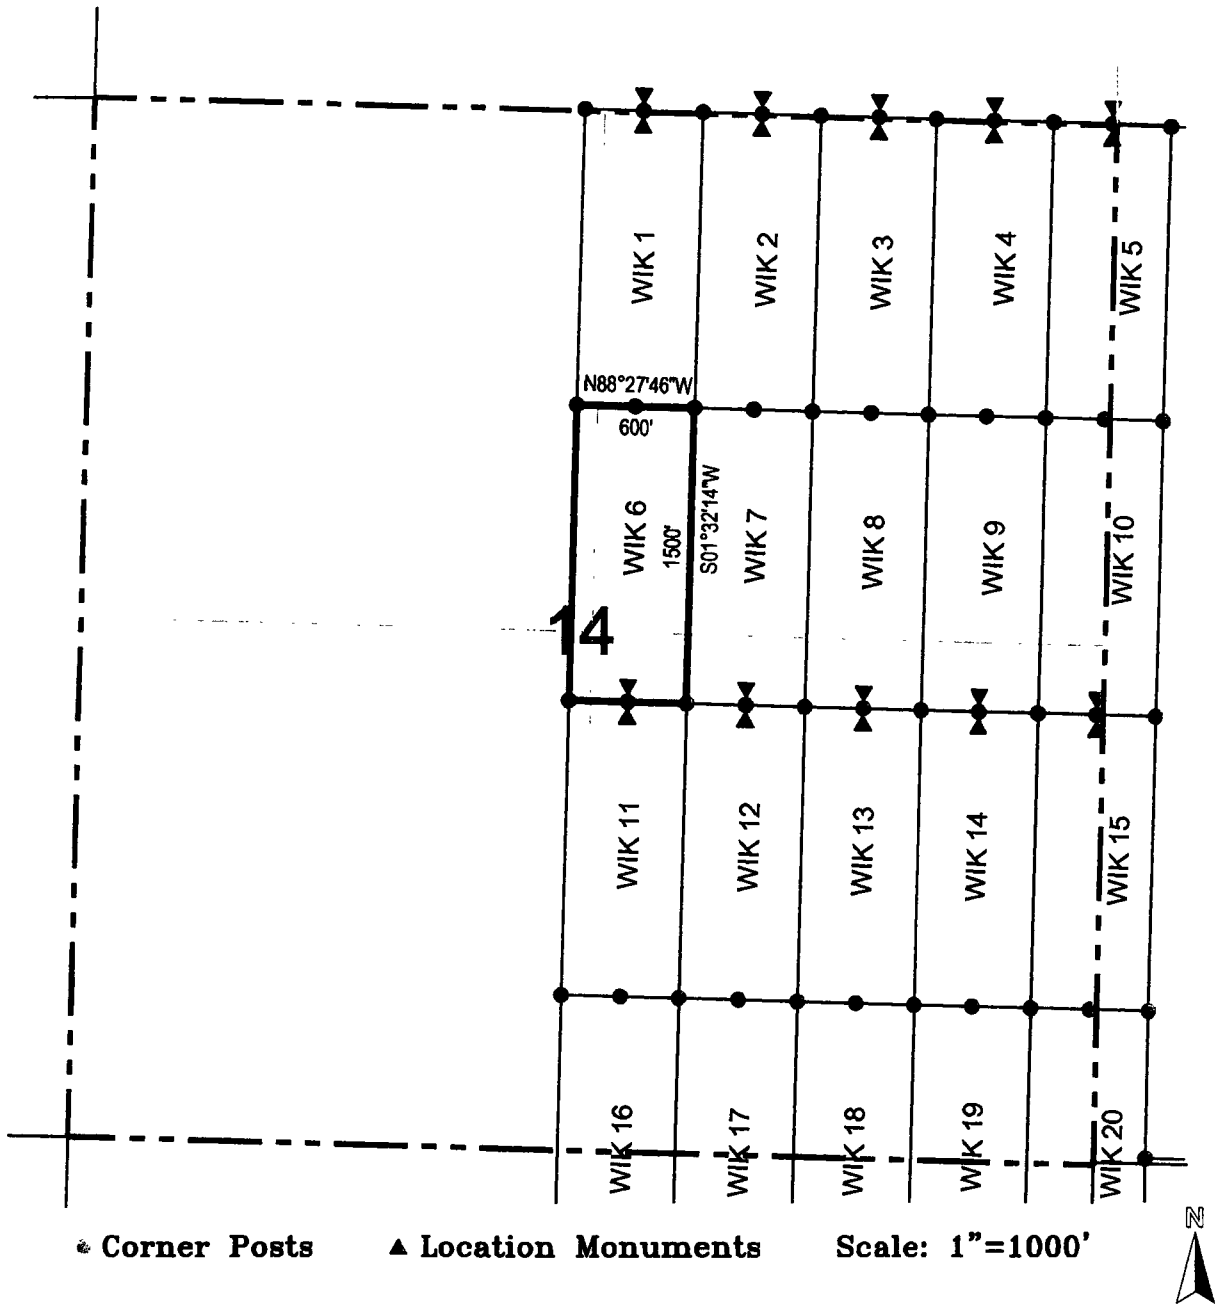 WIK 1
WIK 2
WIK 3
WIK 4
WIK 5
N88°27'46"W
600'
WIK 6
1500'
S01°32'14"W
WIK 7
WIK 8
WIK 9
WIK 10
14
WIK 11
WIK 12
WIK 13
WIK 14
WIK 15
WIK 16
WIK 17
WIK 18
WIK 19
WIK 20
N
Corner Posts Location Monuments Scale: 1"=1000'